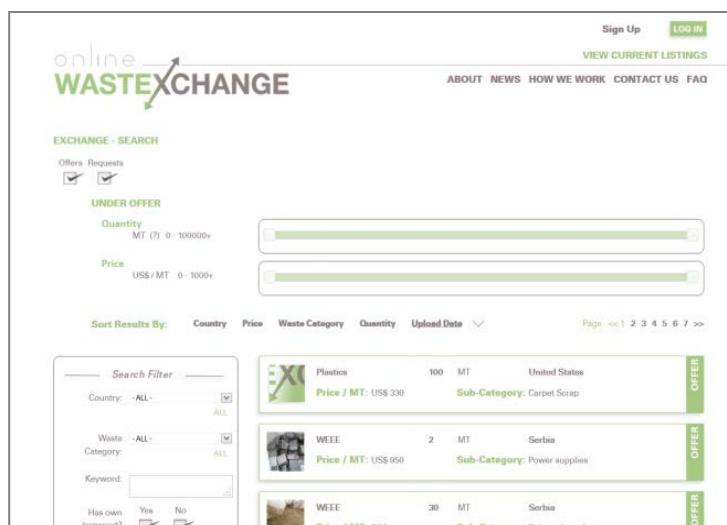 Sign Up LOG IN
VIEW CURRENT LISTINGS
online
WASTEXCHANGE
ABOUT NEWS HOW WE WORK CONTACT US FAQ
EXCHANGE - SEARCH
Offers Requests
UNDER OFFER
Quantity
MT (?) 0 - 100000+
Price
US$ / MT 0 - 1000+
Sort Results By: Country Price Waste Category Quantity Upload Date Page << 1 2 3 4 5 6 7 >>
Search Filter
Country: - ALL -
ALL
Waste Category: - ALL -
ALL
Keyword:
Has own transport? Yes No
Plastics 100 MT United States
Price / MT: US$ 330 Sub-Category: Carpet Scrap
OFFER
WEEE 2 MT Serbia
Price / MT: US$ 950 Sub-Category: Power supplies
OFFER
WEEE 30 MT Serbia
OFFER